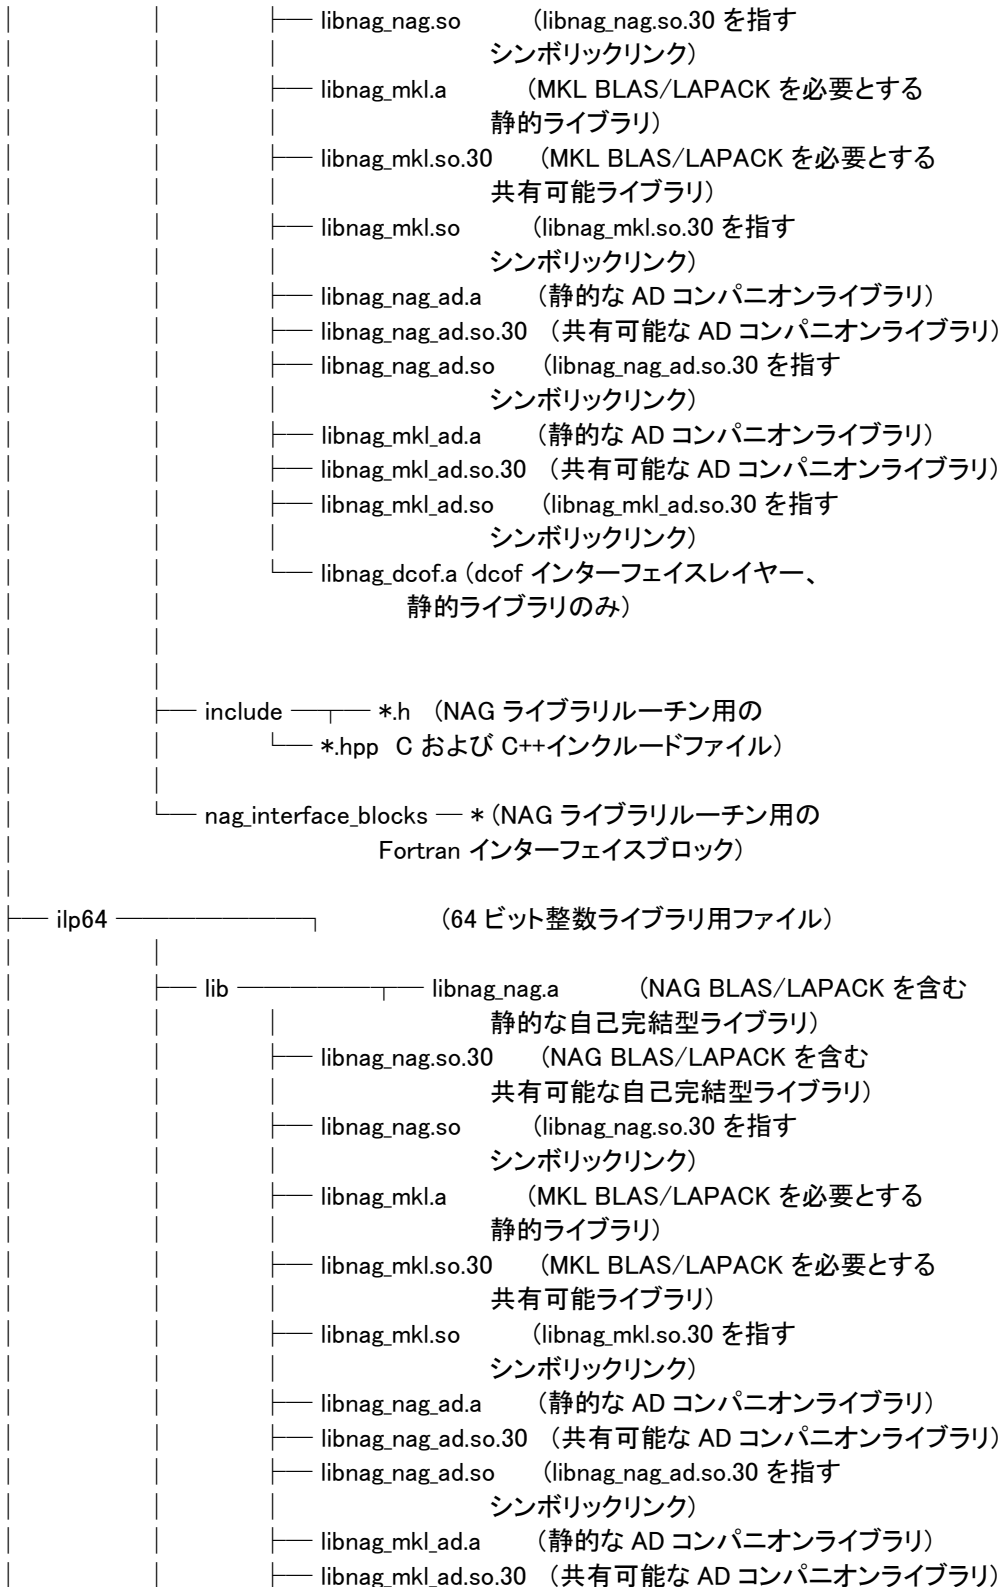 │ │ ├── libnag_nag.so (libnag_nag.so.30 を指す
│ │ │ シンボリックリンク)
│ │ ├── libnag_mkl.a (MKL BLAS/LAPACK を必要とする
│ │ │ 静的ライブラリ)
│ │ ├── libnag_mkl.so.30 (MKL BLAS/LAPACK を必要とする
│ │ │ 共有可能ライブラリ)
│ │ ├── libnag_mkl.so (libnag_mkl.so.30 を指す
│ │ │ シンボリックリンク)
│ │ ├── libnag_nag_ad.a (静的な AD コンパニオンライブラリ)
│ │ ├── libnag_nag_ad.so.30 (共有可能な AD コンパニオンライブラリ)
│ │ ├── libnag_nag_ad.so (libnag_nag_ad.so.30 を指す
│ │ │ シンボリックリンク)
│ │ ├── libnag_mkl_ad.a (静的な AD コンパニオンライブラリ)
│ │ ├── libnag_mkl_ad.so.30 (共有可能な AD コンパニオンライブラリ)
│ │ ├── libnag_mkl_ad.so (libnag_mkl_ad.so.30 を指す
│ │ │ シンボリックリンク)
│ │ └── libnag_dcof.a (dcof インターフェイスレイヤー、
│ │ 静的ライブラリのみ)
│ │
│ │
│ ├── include ──┬── *.h (NAG ライブラリルーチン用の
│ │ └── *.hpp C および C++インクルードファイル)
│ │
│ └── nag_interface_blocks ─ * (NAG ライブラリルーチン用の
│ Fortran インターフェイスブロック)
│
├── ilp64 ────────┐ (64 ビット整数ライブラリ用ファイル)
│ │
│ ├── lib ──────┬── libnag_nag.a (NAG BLAS/LAPACK を含む
│ │ │ 静的な自己完結型ライブラリ)
│ │ ├── libnag_nag.so.30 (NAG BLAS/LAPACK を含む
│ │ │ 共有可能な自己完結型ライブラリ)
│ │ ├── libnag_nag.so (libnag_nag.so.30 を指す
│ │ │ シンボリックリンク)
│ │ ├── libnag_mkl.a (MKL BLAS/LAPACK を必要とする
│ │ │ 静的ライブラリ)
│ │ ├── libnag_mkl.so.30 (MKL BLAS/LAPACK を必要とする
│ │ │ 共有可能ライブラリ)
│ │ ├── libnag_mkl.so (libnag_mkl.so.30 を指す
│ │ │ シンボリックリンク)
│ │ ├── libnag_nag_ad.a (静的な AD コンパニオンライブラリ)
│ │ ├── libnag_nag_ad.so.30 (共有可能な AD コンパニオンライブラリ)
│ │ ├── libnag_nag_ad.so (libnag_nag_ad.so.30 を指す
│ │ │ シンボリックリンク)
│ │ ├── libnag_mkl_ad.a (静的な AD コンパニオンライブラリ)
│ │ ├── libnag_mkl_ad.so.30 (共有可能な AD コンパニオンライブラリ)